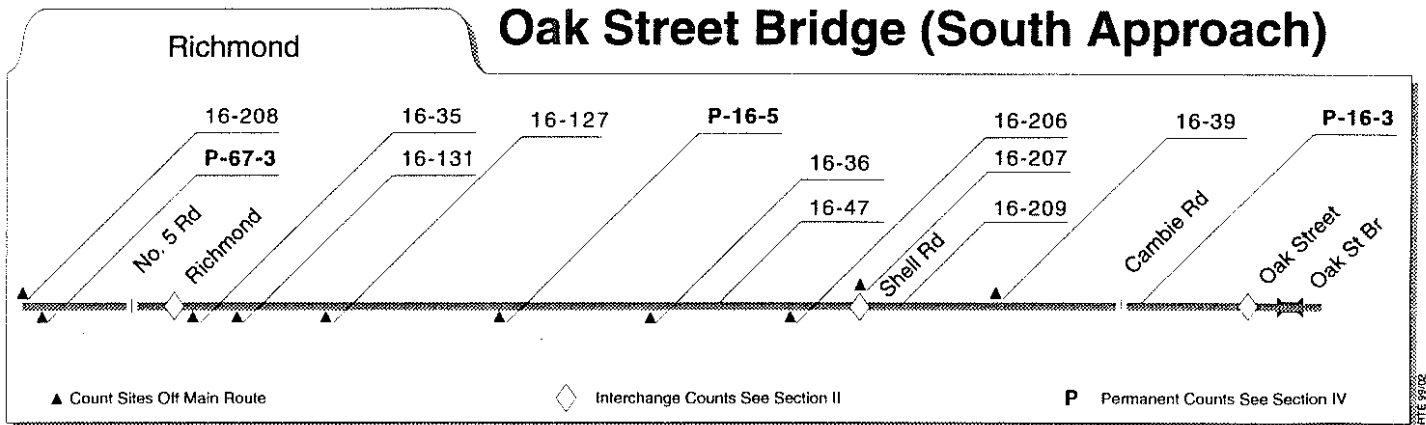 Oak Street Bridge (South Approach)
Richmond
16-208
16-35
16-127
P-16-5
16-206
16-39
P-16-3
P-67-3
16-131
16-36
16-207
16-47
16-209
No. 5 Rd
Richmond
Shell Rd
Cambie Rd
Oak Street
Oak St Br
Count Sites Off Main Route
Interchange Counts See Section II
P Permanent Counts See Section IV
RTE 99/02